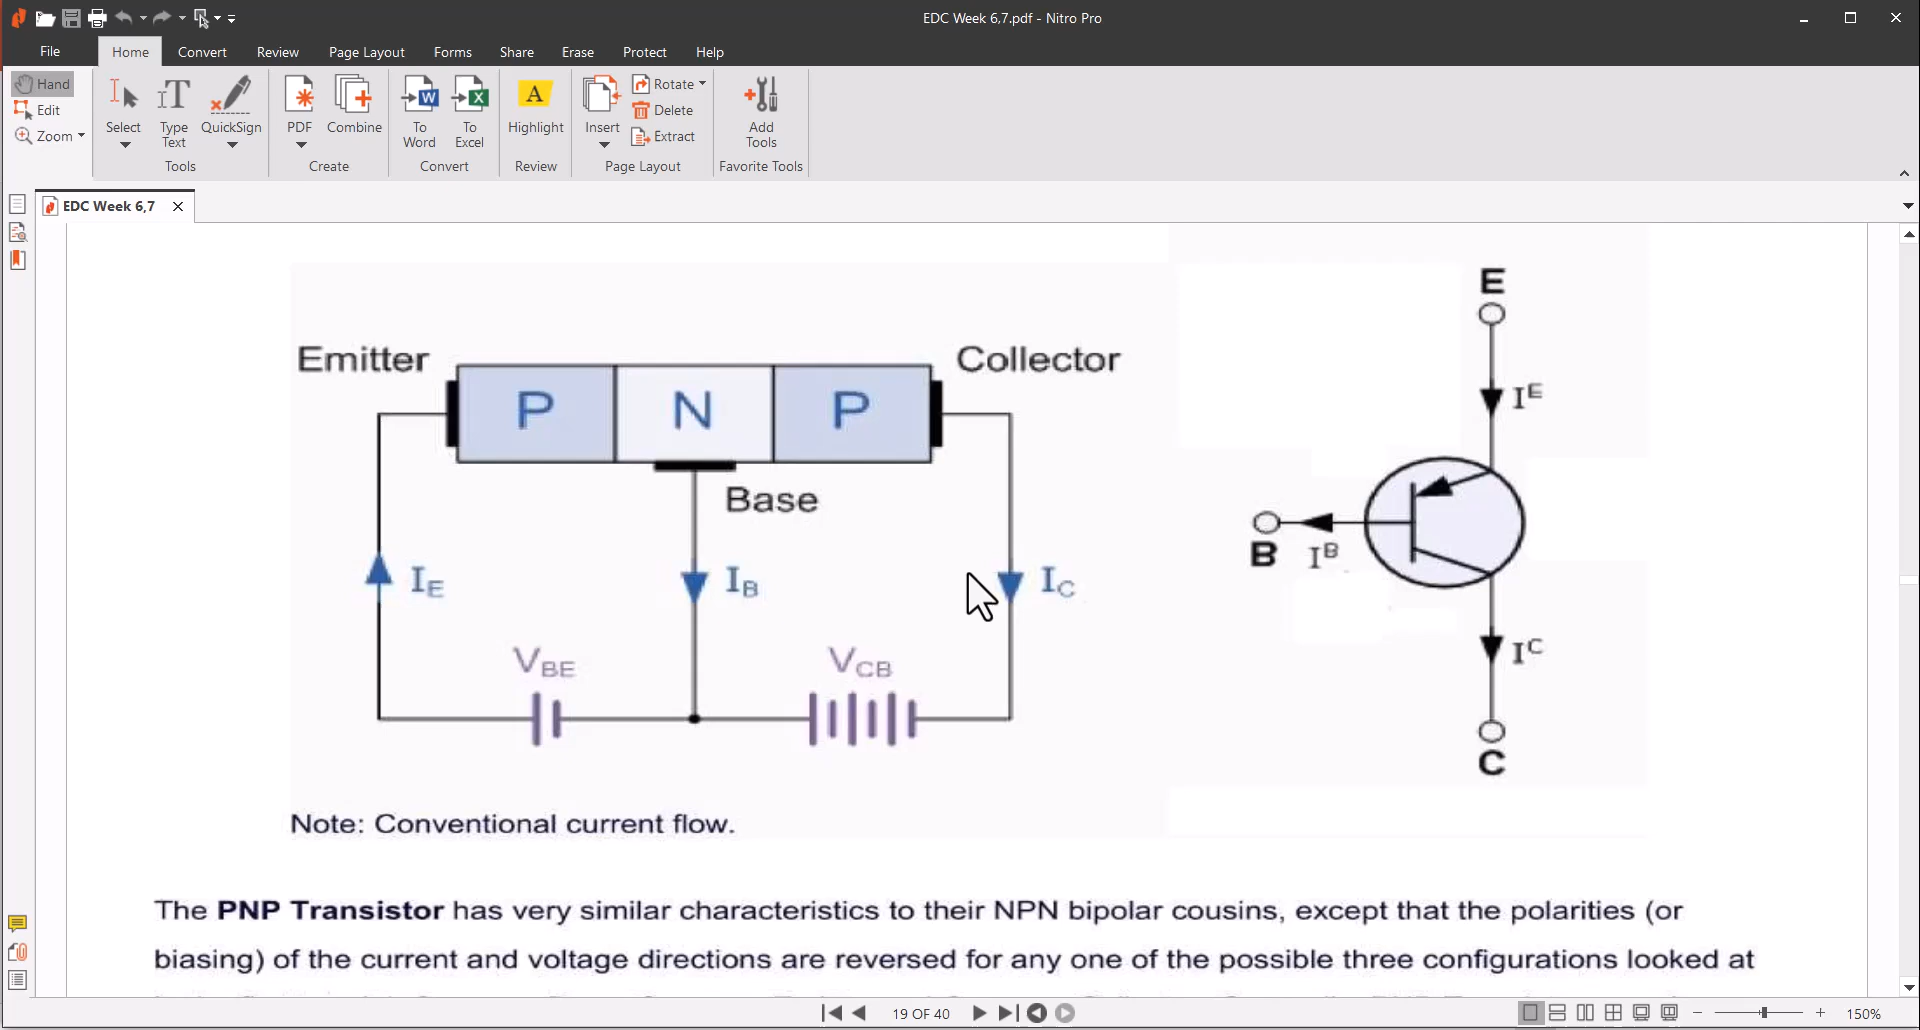 EDC Week 6,7.pdf - Nitro Pro
File Home Convert Review Page Layout Forms Share Erase Protect Help
Hand
Edit
Zoom
Select
Type Text
QuickSign
Tools
PDF
Combine
Create
To Word
To Excel
Convert
Highlight
Review
Insert
Rotate
Delete
Extract
Page Layout
Add Tools
Favorite Tools
EDC Week 6,7
Emitter
P N P
Collector
Base
IE
IB
IC
VBE
VCB
E
IE
B
IB
IC
C
Note: Conventional current flow.
The PNP Transistor has very similar characteristics to their NPN bipolar cousins, except that the polarities (or
biasing) of the current and voltage directions are reversed for any one of the possible three configurations looked at
19 OF 40
150%